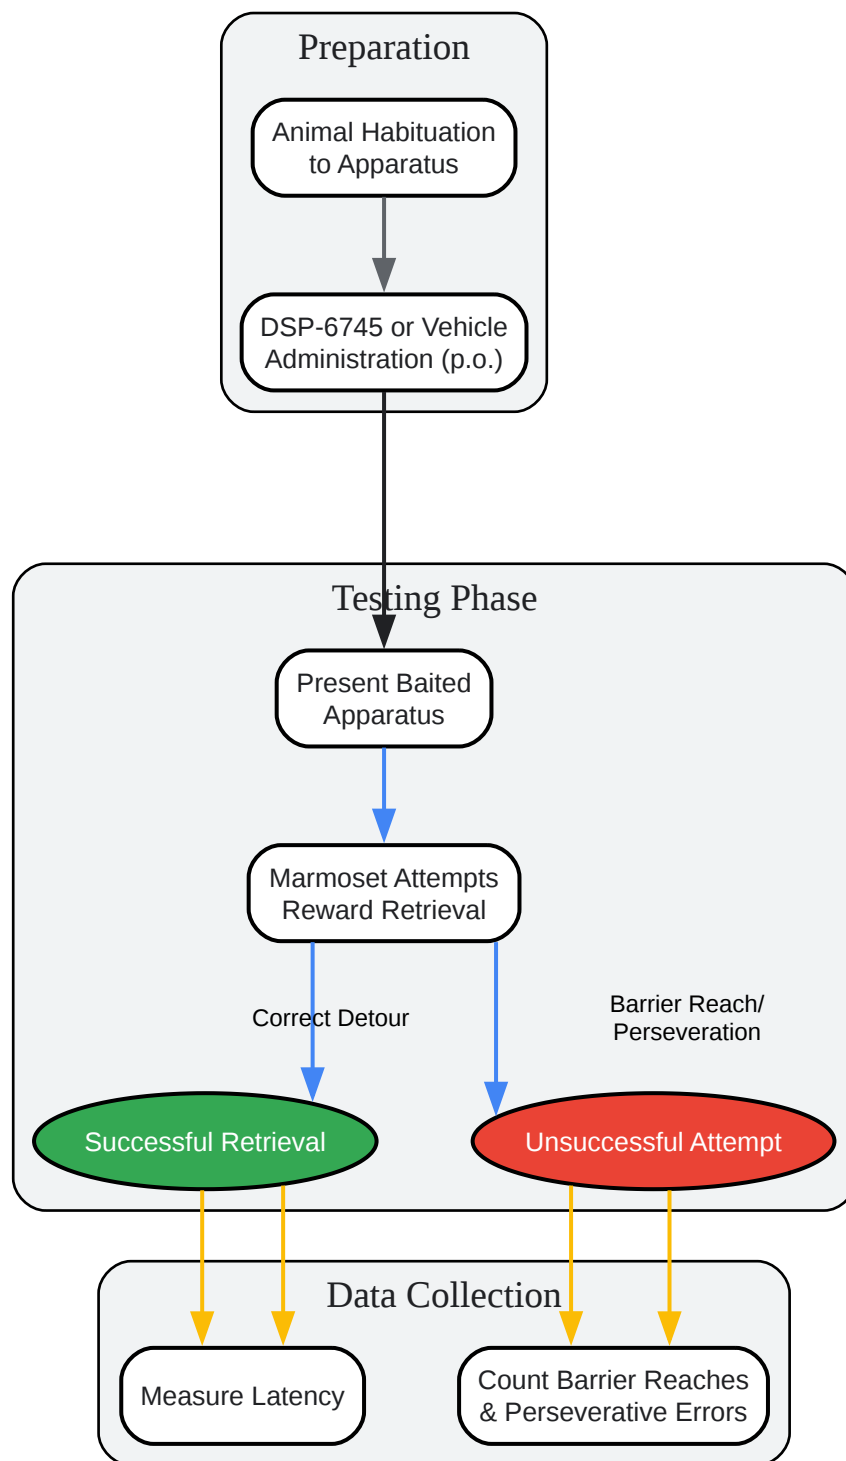 Preparation
Animal Habituation
to Apparatus
DSP-6745 or Vehicle
Administration (p.o.)
Testing Phase
Present Baited
Apparatus
Marmoset Attempts
Reward Retrieval
Correct Detour
Barrier Reach/
Perseveration
Successful Retrieval
Unsuccessful Attempt
Data Collection
Measure Latency
Count Barrier Reaches
& Perseverative Errors